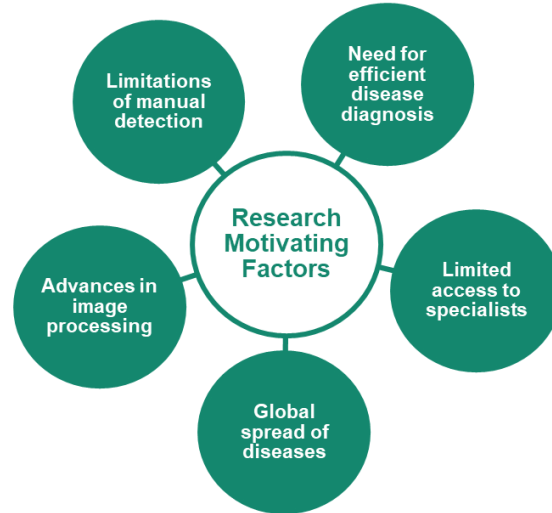 Limitations
of manual
detection
Need for
efficient
disease
diagnosis
Research
Motivating
Factors
Advances in
image
processing
Limited
access to
specialists
Global
spread of
diseases